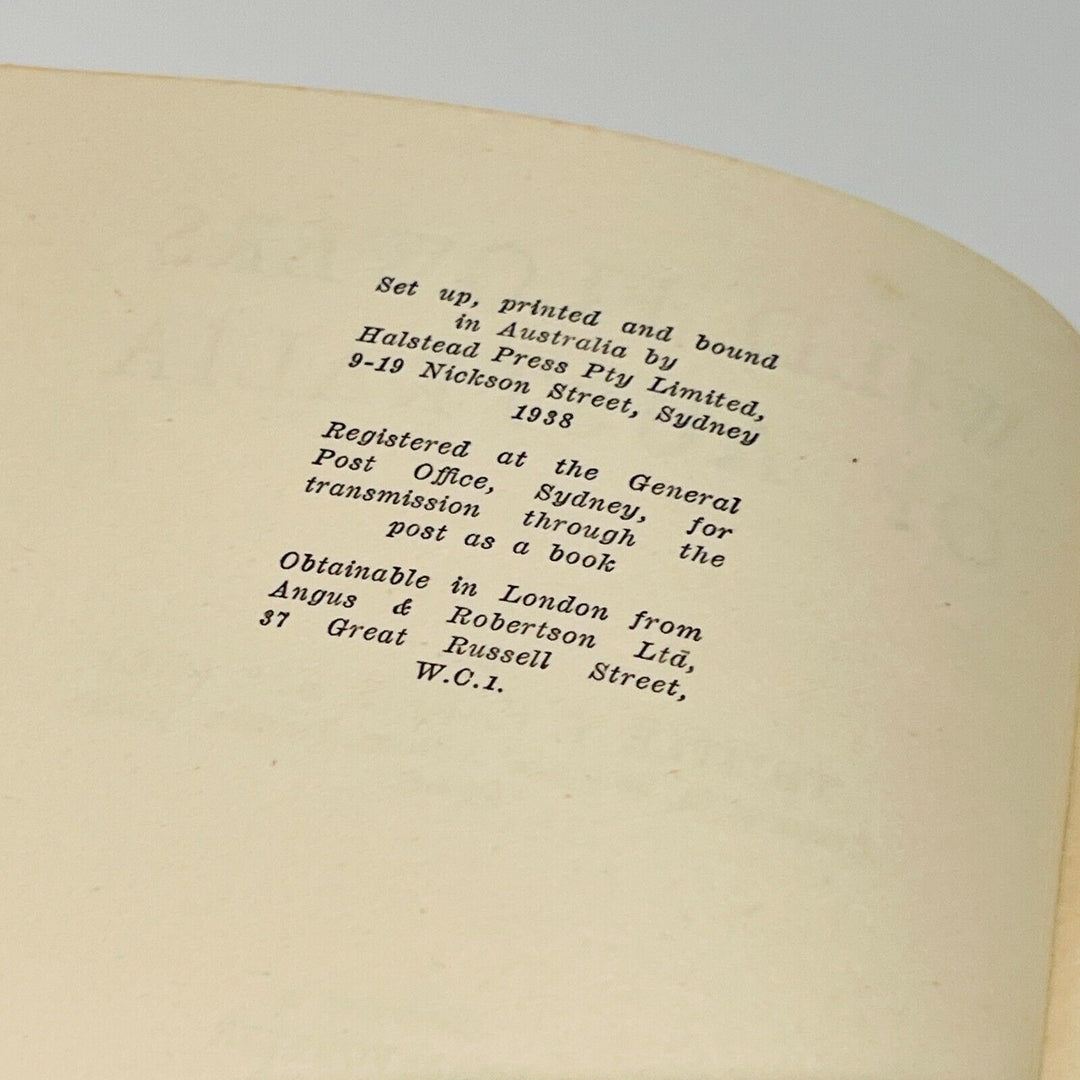 Set up, printed and bound
in Australia by
Halstead Press Pty Limited,
9-19 Nickson Street, Sydney
1938
Registered at the General
Post Office, Sydney, for
transmission through the
post as a book
Obtainable in London from
Angus & Robertson Ltd,
37 Great Russell Street,
W.C.1.